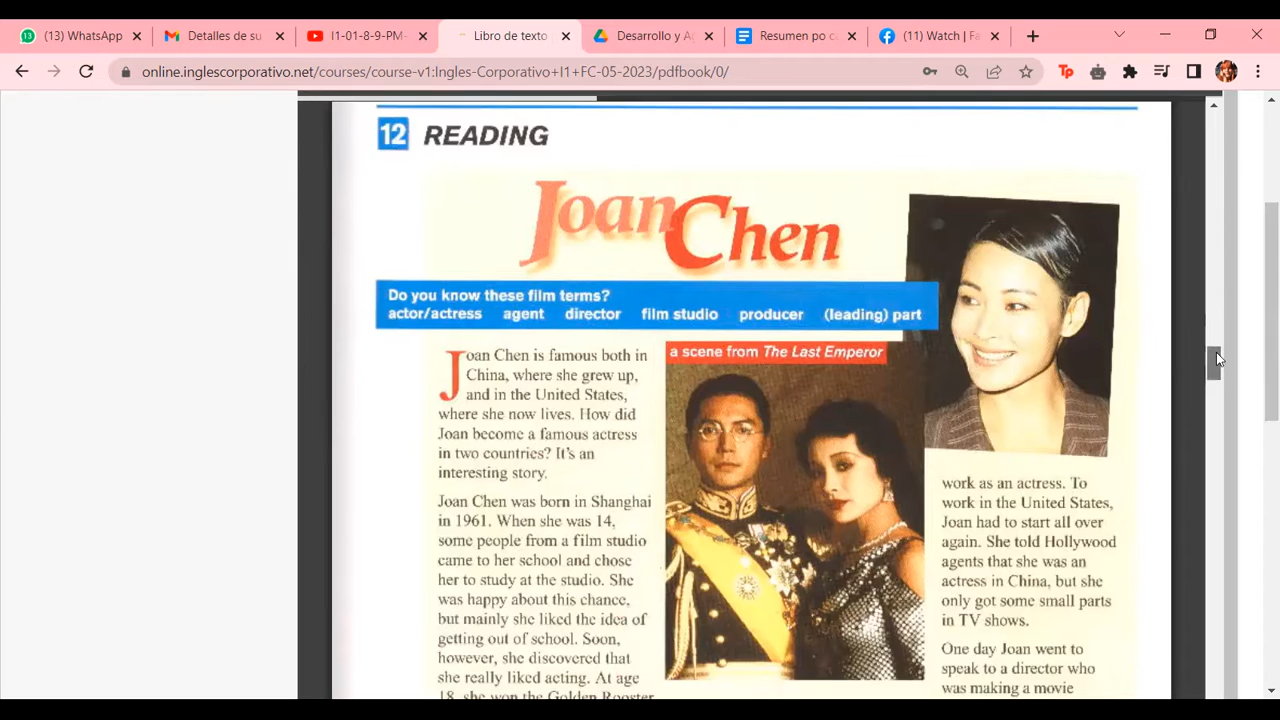 (13) WhatsApp
Detalles de su
I1-01-8-9-PM-
Libro de texto
Desarrollo y Ag
Resumen po cu
(11) Watch | Fa
online.inglescorporativo.net/courses/course-v1:Ingles-Corporativo+I1+FC-05-2023/pdfbook/0/
12 READING
Joan Chen
Do you know these film terms?
actor/actress agent director film studio producer (leading) part
Joan Chen is famous both in
China, where she grew up,
and in the United States,
where she now lives. How did
Joan become a famous actress
in two countries? It's an
interesting story.
Joan Chen was born in Shanghai
in 1961. When she was 14,
some people from a film studio
came to her school and chose
her to study at the studio. She
was happy about this chance,
but mainly she liked the idea of
getting out of school. Soon,
however, she discovered that
she really liked acting. At age
18, she won the Golden Rooster
a scene from The Last Emperor
work as an actress. To
work in the United States,
Joan had to start all over
again. She told Hollywood
agents that she was an
actress in China, but she
only got some small parts
in TV shows.
One day Joan went to
speak to a director who
was making a movie